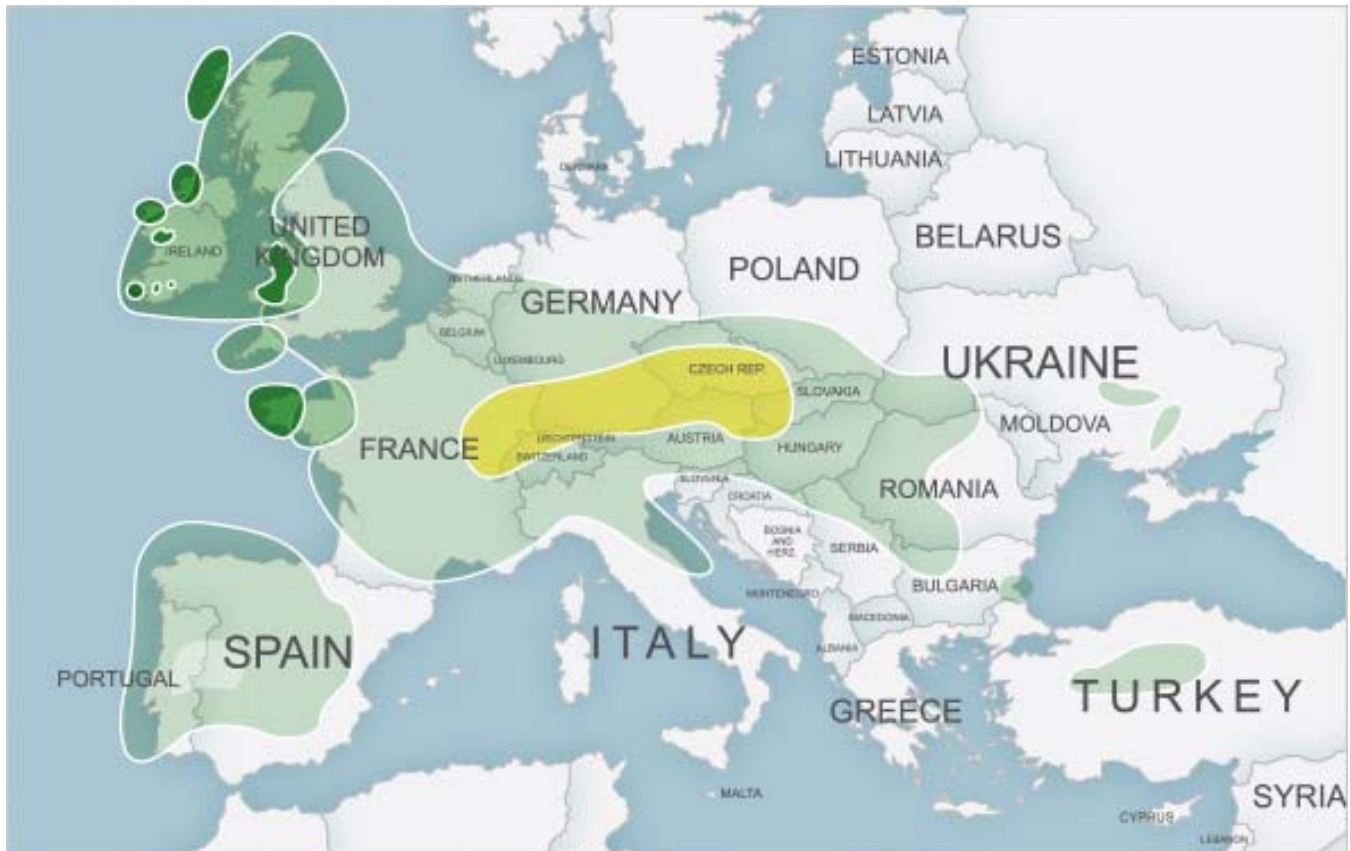 ESTONIA
LATVIA
DENMARK
LITHUANIA
UNITED
KINGDOM
IRELAND
BELARUS
POLAND
NETHERLANDS
GERMANY
BELGIUM
LUXEMBOURG
UKRAINE
CZECH REP.
SLOVAKIA
MOLDOVA
LIECHTENSTEIN
AUSTRIA
FRANCE
SWITZERLAND
HUNGARY
SLOVENIA
ROMANIA
CROATIA
BOSNIA
AND
HERZ.
SERBIA
BULGARIA
MONTENEGRO
MACEDONIA
ITALY
ALBANIA
SPAIN
PORTUGAL
TURKEY
GREECE
MALTA
SYRIA
CYPRUS
LEBANON